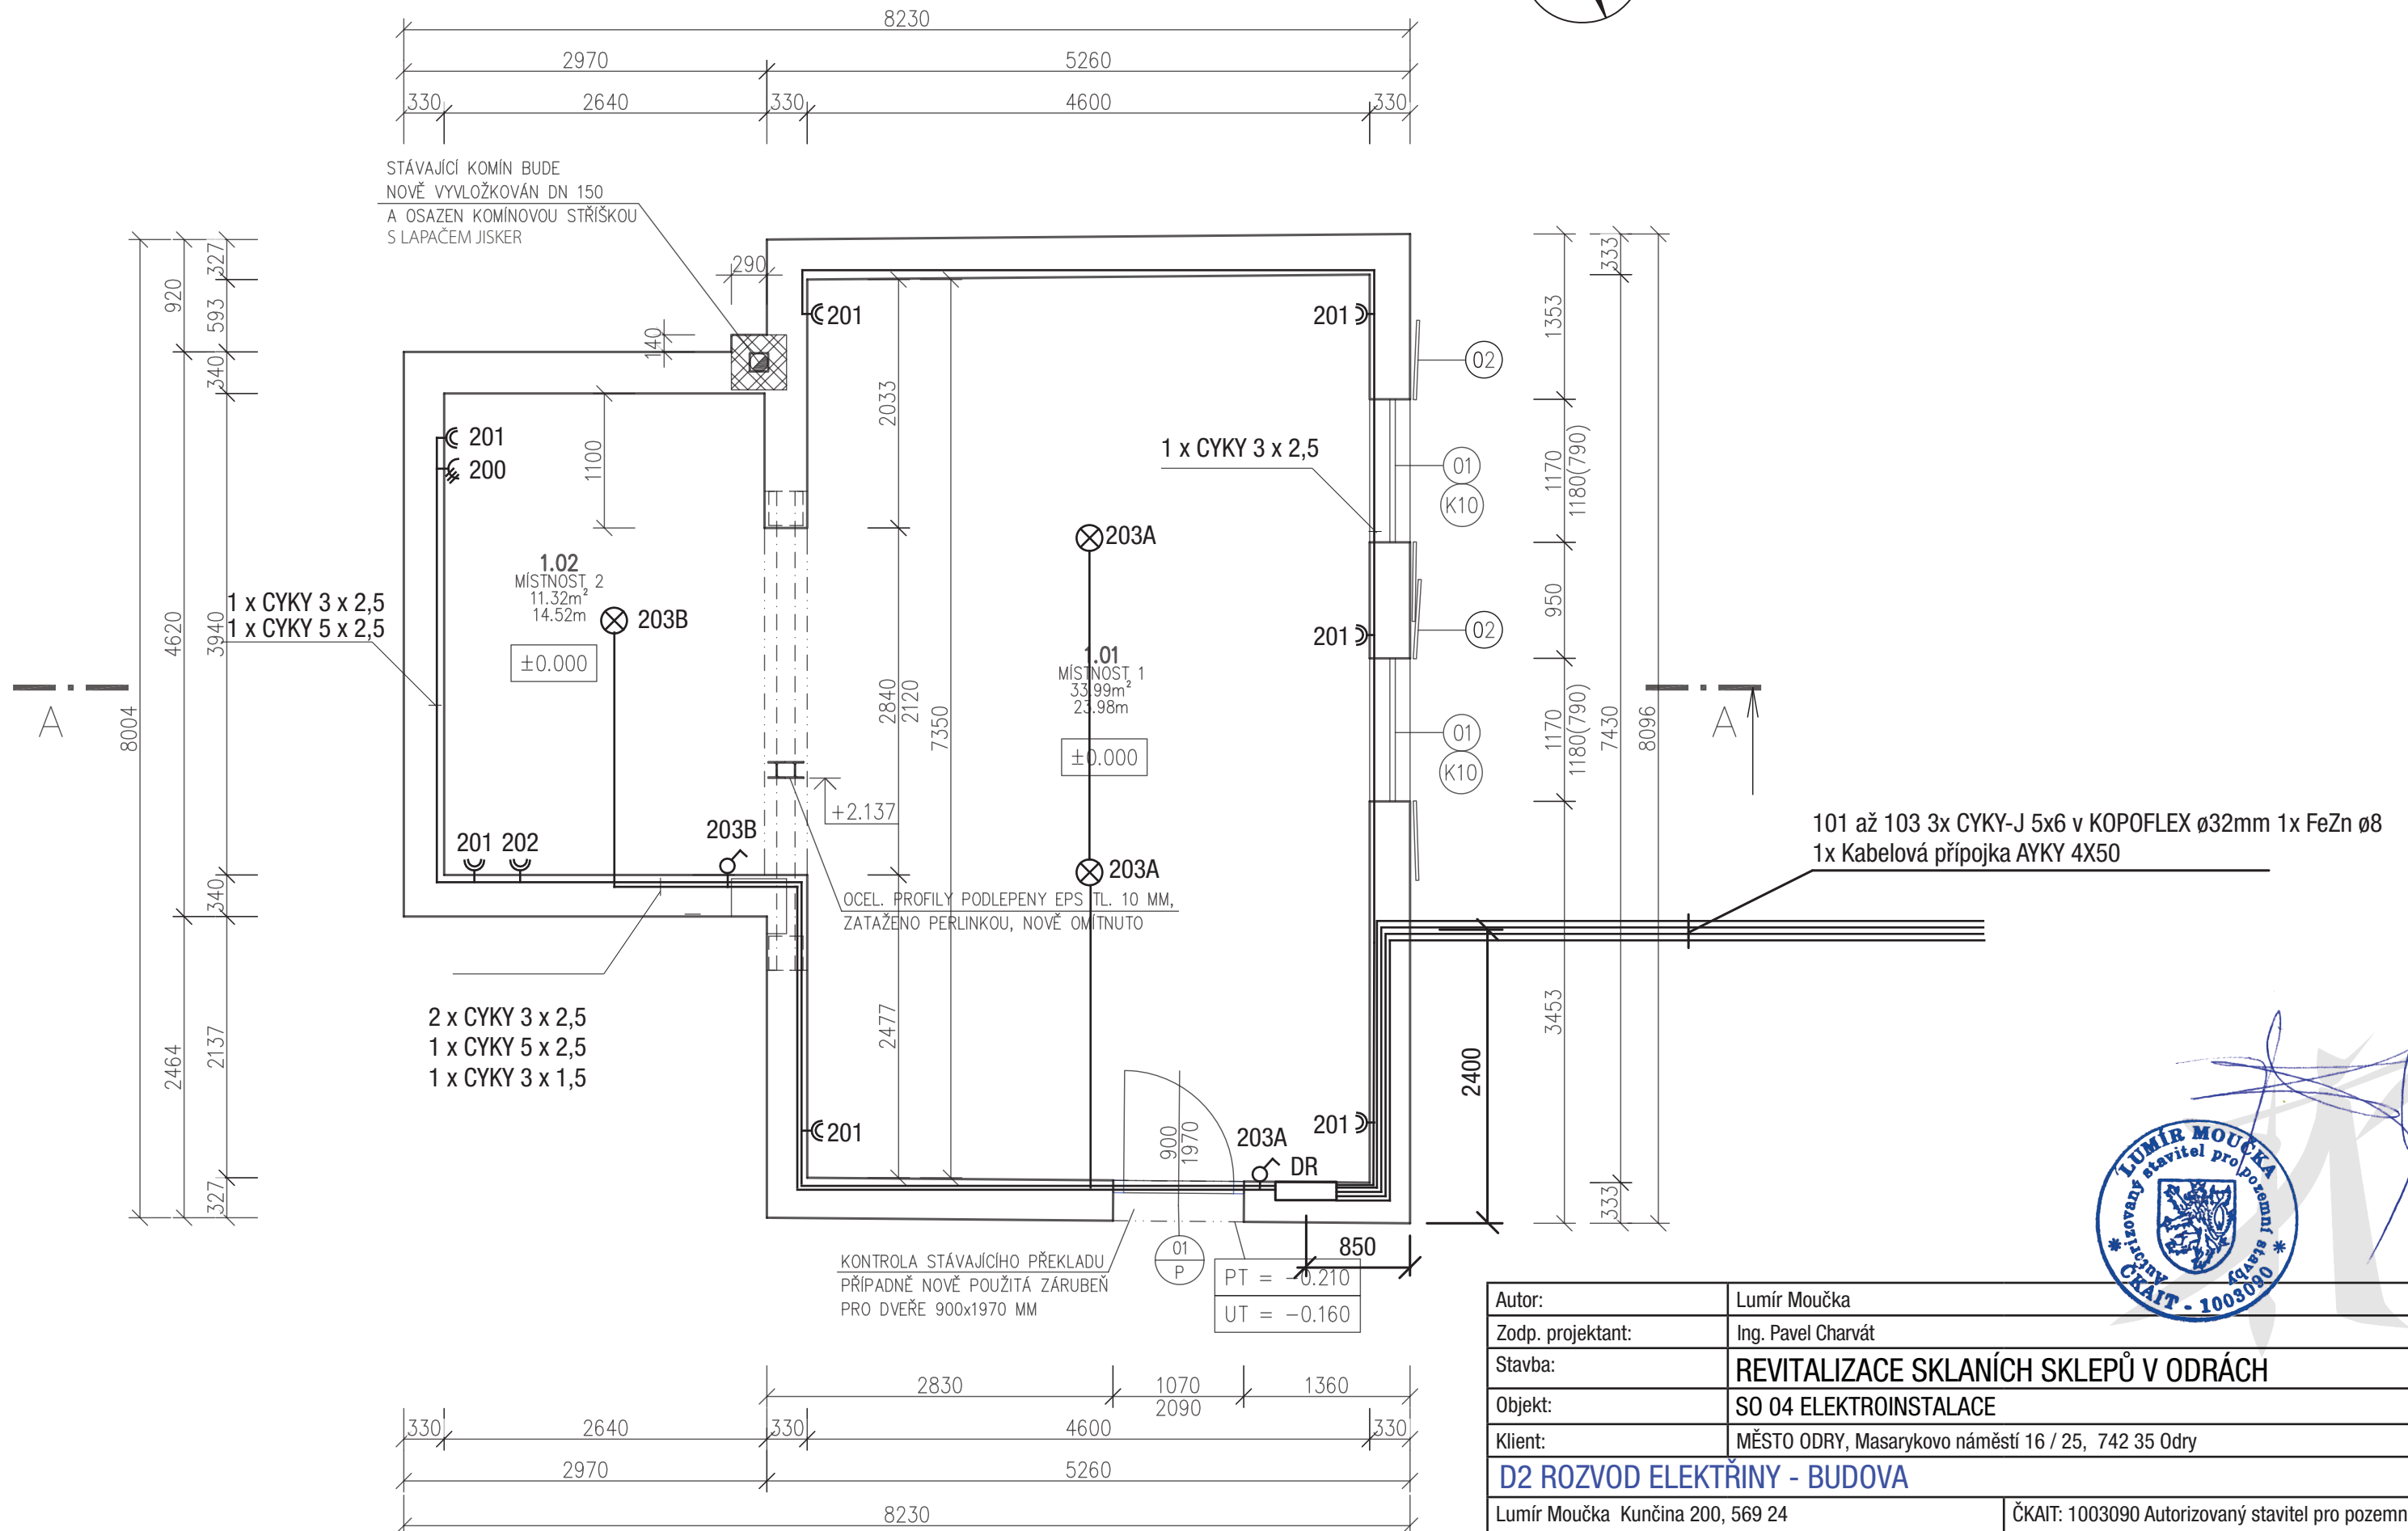 8230
2970
5260
330
2640
330
4600
330
STÁVAJÍCÍ KOMÍN BUDE
NOVĚ VYVLOŽKOVÁN DN 150
A OSAZEN KOMÍNOVOU STŘÍŠKOU
S LAPAČEM JISKER
290
140
327
920
593
340
1100
2033
201
201
333
1353
02
201
200
1 x CYKY 3 x 2,5
01
K10
1170
1180(790)
203A
1.02
MÍSTNOST 2
11.32m²
14.52m
203B
±0.000
1 x CYKY 3 x 2,5
1 x CYKY 5 x 2,5
4620
3940
8004
A
201
950
02
1.01
MÍSTNOST 1
33.99m²
23.98m
±0.000
2840
2120
7350
01
K10
1170
1180(790)
7430
8096
A
+2.137
201 202
203B
203A
OCEL. PROFILY PODLEPENY EPS TL. 10 MM,
ZATAŽENO PERLINKOU, NOVĚ OMÍTNUTO
101 až 103 3x CYKY-J 5x6 v KOPOFLEX ø32mm 1x FeZn ø8
1x Kabelová přípojka AYKY 4X50
340
2 x CYKY 3 x 2,5
1 x CYKY 5 x 2,5
1 x CYKY 3 x 1,5
2464
2137
2477
3453
2400
201
900
1970
203A
201
DR
327
333
KONTROLA STÁVAJÍCÍHO PŘEKLADU
PŘÍPADNĚ NOVĚ POUŽITÁ ZÁRUBEŇ
PRO DVEŘE 900x1970 MM
01
P
850
PT = -0.210
UT = -0.160
LUMÍR MOUČKA
Autorizovaný stavitel pro pozemní stavby
ČKAIT - 1003090
Autor: Lumír Moučka
Zodp. projektant: Ing. Pavel Charvát
Stavba: REVITALIZACE SKLANÍCH SKLEPŮ V ODRÁCH
Objekt: SO 04 ELEKTROINSTALACE
Klient: MĚSTO ODRY, Masarykovo náměstí 16 / 25, 742 35 Odry
D2 ROZVOD ELEKTŘINY - BUDOVA
Lumír Moučka Kunčina 200, 569 24 ČKAIT: 1003090 Autorizovaný stavitel pro pozemn
2830
1070
2090
1360
330
2640
330
4600
330
2970
5260
8230